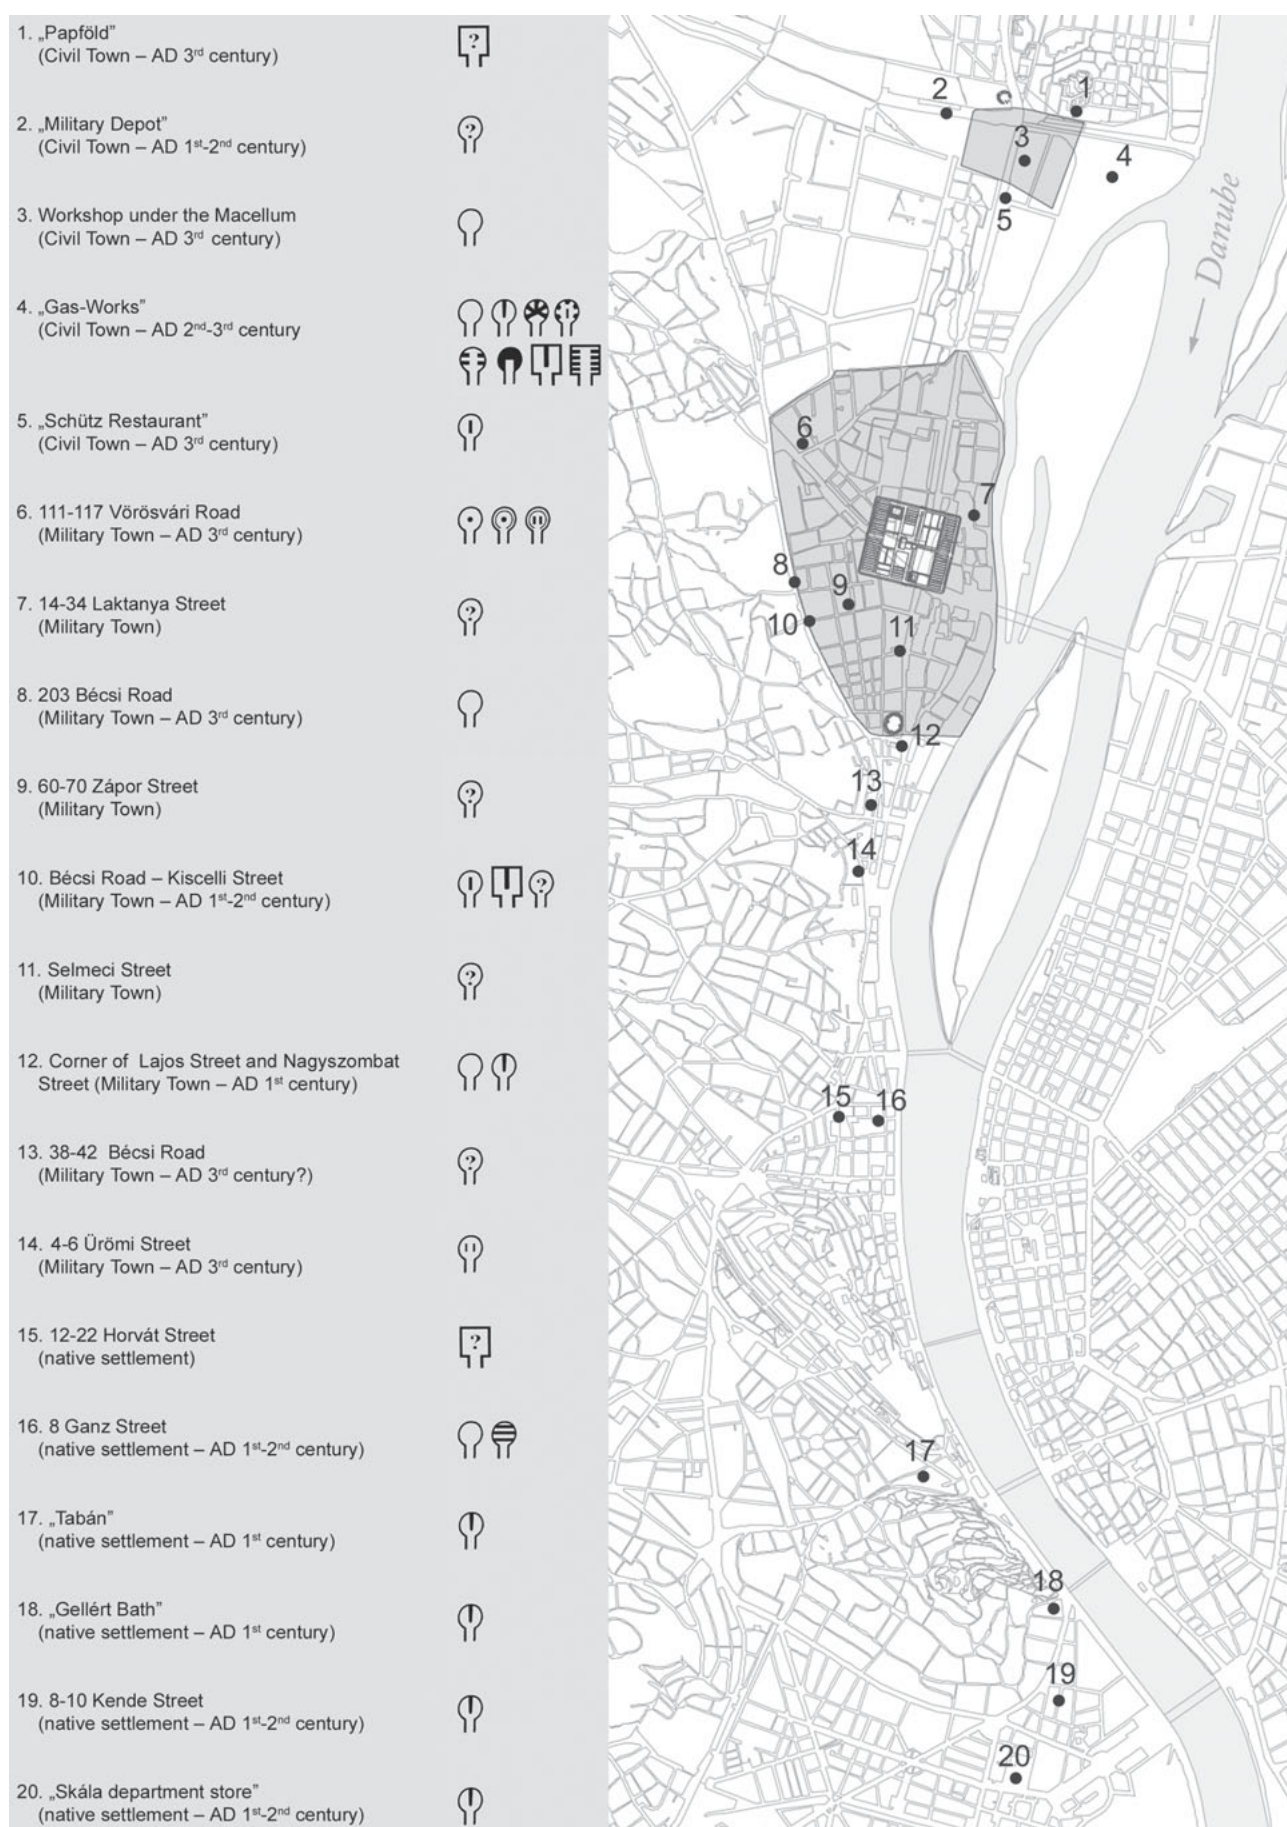 1. „Papföld”
(Civil Town – AD 3rd century)
?
2. „Military Depot”
(Civil Town – AD 1st-2nd century)
?
3. Workshop under the Macellum
(Civil Town – AD 3rd century)
4. „Gas-Works”
(Civil Town – AD 2nd-3rd century
5. „Schütz Restaurant”
(Civil Town – AD 3rd century)
6. 111-117 Vörösvári Road
(Military Town – AD 3rd century)
7. 14-34 Laktanya Street
(Military Town)
?
8. 203 Bécsi Road
(Military Town – AD 3rd century)
9. 60-70 Zápor Street
(Military Town)
?
10. Bécsi Road – Kiscelli Street
(Military Town – AD 1st-2nd century)
?
11. Selmeci Street
(Military Town)
?
12. Corner of Lajos Street and Nagyszombat
Street (Military Town – AD 1st century)
13. 38-42 Bécsi Road
(Military Town – AD 3rd century?)
?
14. 4-6 Ürömi Street
(Military Town – AD 3rd century)
15. 12-22 Horvát Street
(native settlement)
?
16. 8 Ganz Street
(native settlement – AD 1st-2nd century)
17. „Tabán”
(native settlement – AD 1st century)
18. „Gellért Bath”
(native settlement – AD 1st century)
19. 8-10 Kende Street
(native settlement – AD 1st-2nd century)
20. „Skála department store”
(native settlement – AD 1st-2nd century)
1
2
3
4
5
Danube
6
7
8
9
10
11
12
13
14
15
16
17
18
19
20